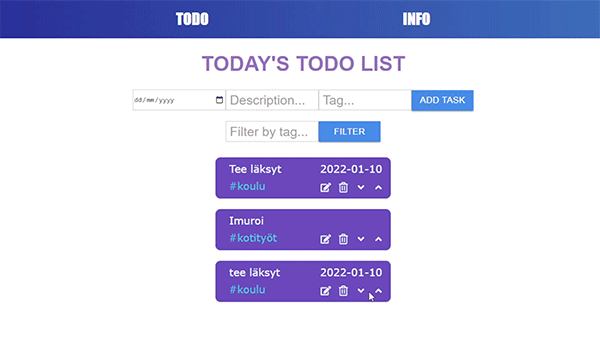 TODO INFO
TODAY'S TODO LIST
dd/mm/yyyy Description... Tag... ADD TASK
Filter by tag... FILTER
Tee läksyt 2022-01-10
#koulu
Imuroi
#kotityöt
tee läksyt 2022-01-10
#koulu